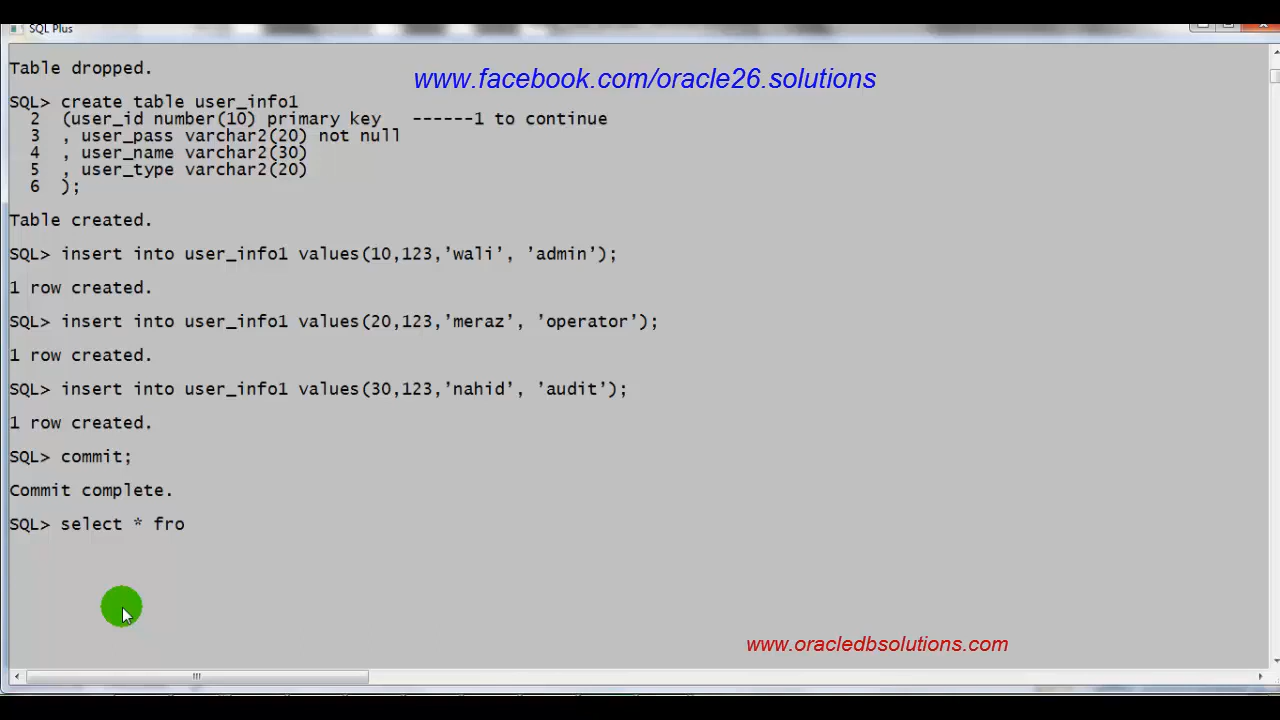 SQL Plus
Table dropped.
www.facebook.com/oracle26.solutions
SQL> create table user_info1
2 (user_id number(10) primary key ------1 to continue
3 , user_pass varchar2(20) not null
4 , user_name varchar2(30)
5 , user_type varchar2(20)
6 );
Table created.
SQL> insert into user_info1 values(10,123,'wali', 'admin');
1 row created.
SQL> insert into user_info1 values(20,123,'meraz', 'operator');
1 row created.
SQL> insert into user_info1 values(30,123,'nahid', 'audit');
1 row created.
SQL> commit;
Commit complete.
SQL> select * fro
www.oracledbsolutions.com